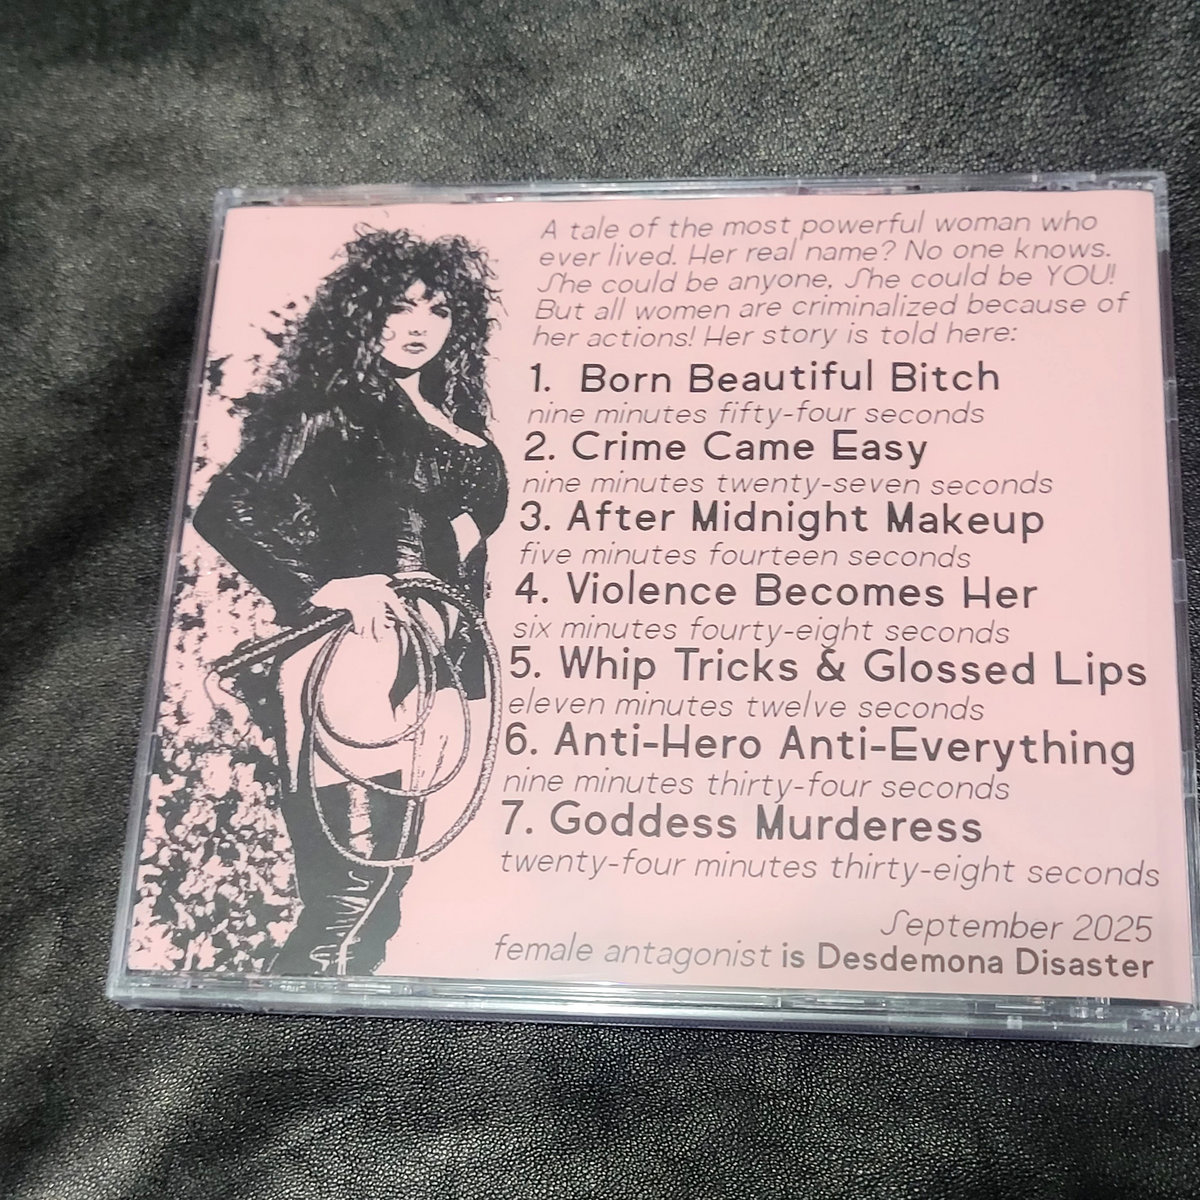 A tale of the most powerful woman who
ever lived. Her real name? No one knows.
She could be anyone, She could be YOU!
But all women are criminalized because of
her actions! Her story is told here:
1. Born Beautiful Bitch
nine minutes fifty-four seconds
2. Crime Came Easy
nine minutes twenty-seven seconds
3. After Midnight Makeup
five minutes fourteen seconds
4. Violence Becomes Her
six minutes fourty-eight seconds
5. Whip Tricks & Glossed Lips
eleven minutes twelve seconds
6. Anti-Hero Anti-Everything
nine minutes thirty-four seconds
7. Goddess Murderess
twenty-four minutes thirty-eight seconds
September 2025
female antagonist is Desdemona Disaster